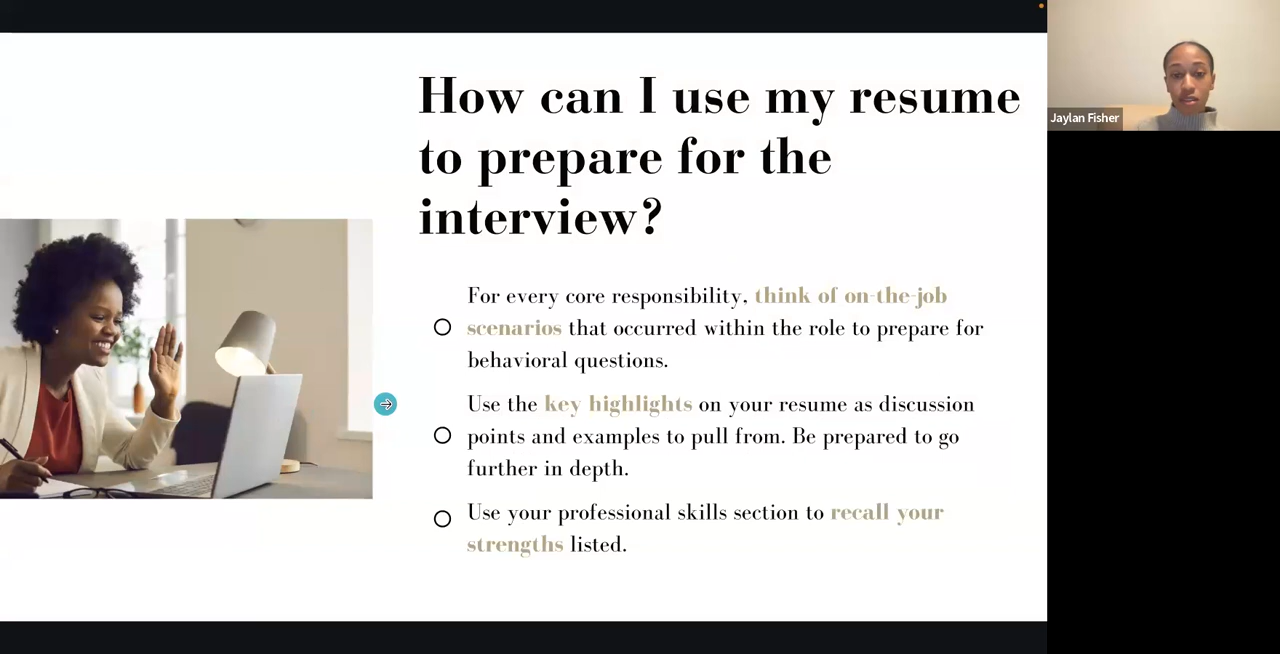 How can I use my resume
to prepare for the
interview?
For every core responsibility, think of on-the-job
scenarios that occurred within the role to prepare for
behavioral questions.
Use the key highlights on your resume as discussion
points and examples to pull from. Be prepared to go
further in depth.
Use your professional skills section to recall your
strengths listed.
Jaylan Fisher